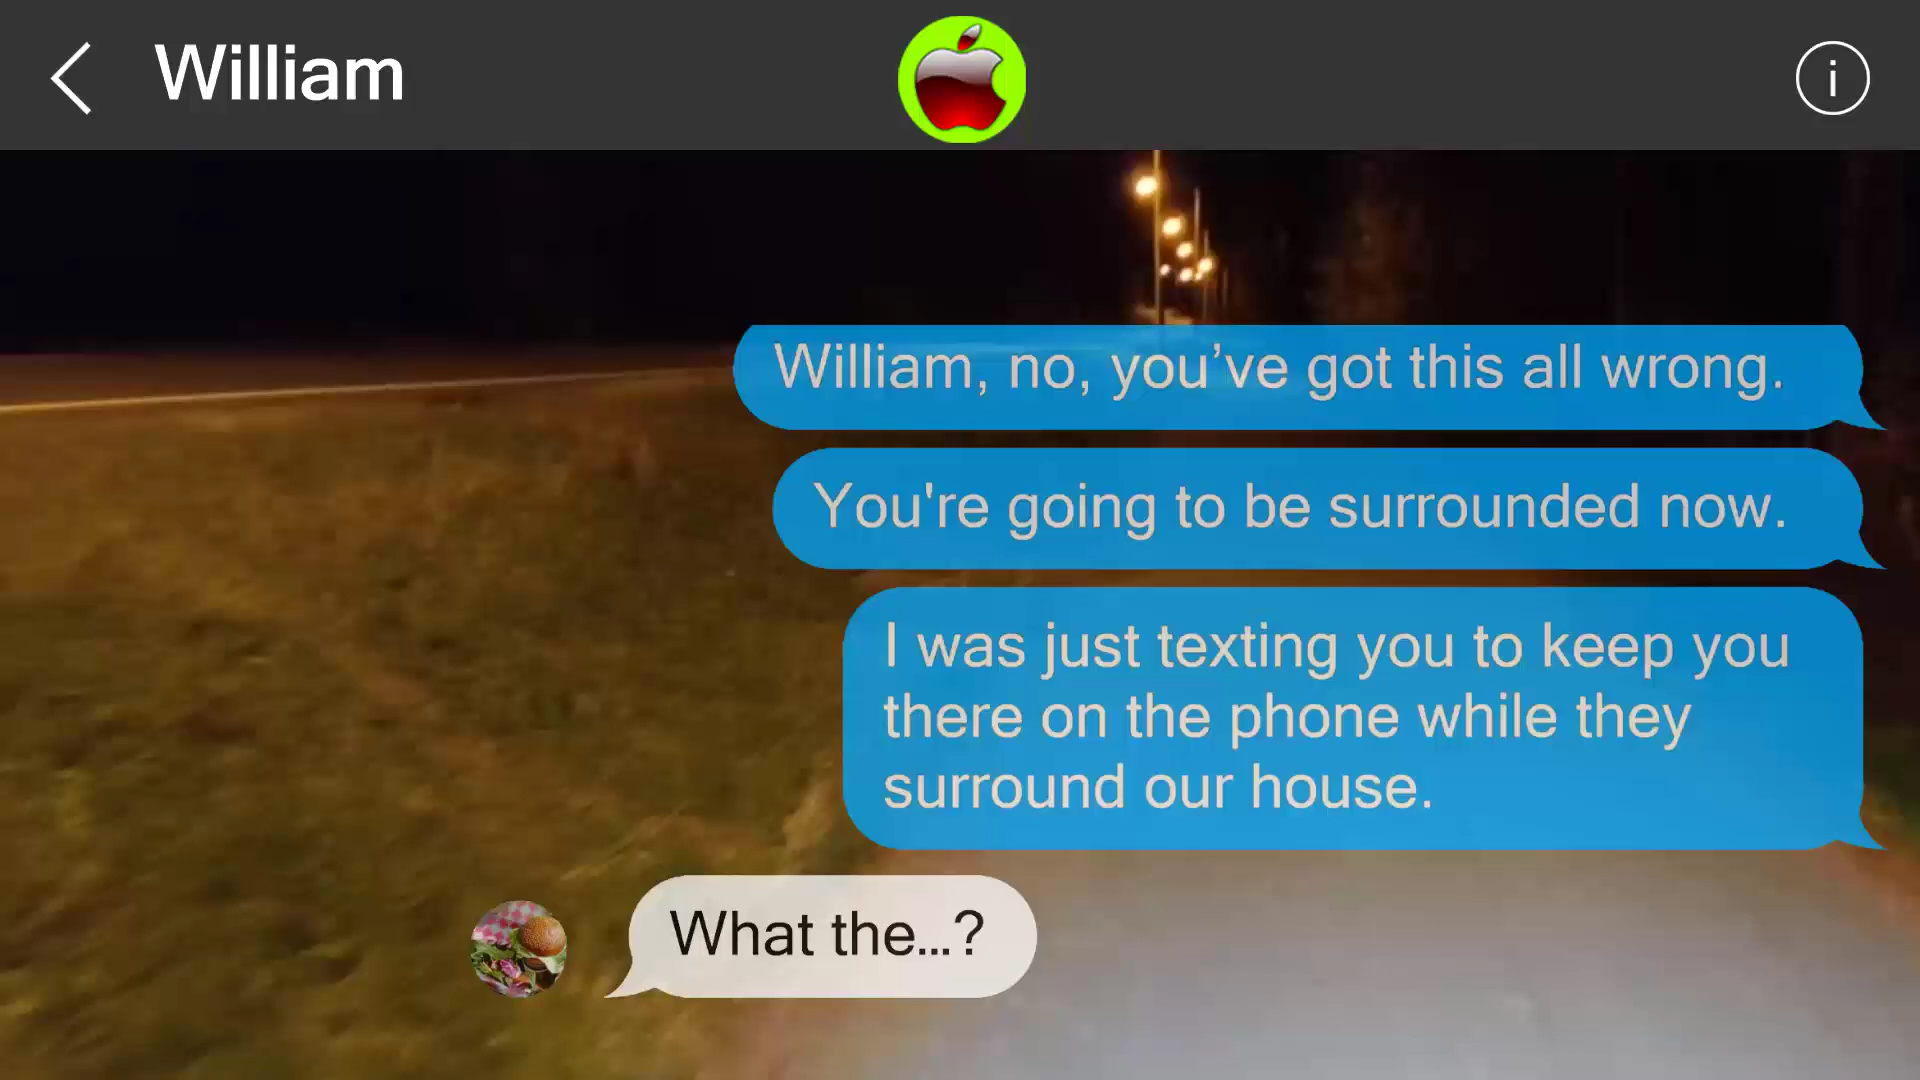 William
i
William, no, you’ve got this all wrong.
You're going to be surrounded now.
I was just texting you to keep you
there on the phone while they
surround our house.
What the...?